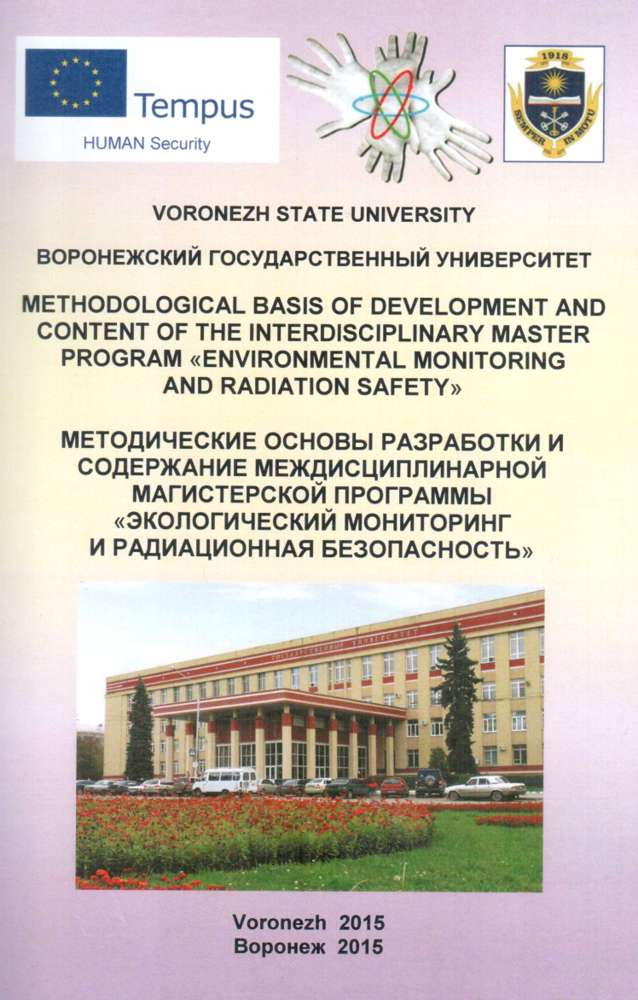 Tempus
HUMAN Security
1918
SEMPER IN MOTU
VORONEZH STATE UNIVERSITY
ВОРОНЕЖСКИЙ ГОСУДАРСТВЕННЫЙ УНИВЕРСИТЕТ
METHODOLOGICAL BASIS OF DEVELOPMENT AND
CONTENT OF THE INTERDISCIPLINARY MASTER
PROGRAM «ENVIRONMENTAL MONITORING
AND RADIATION SAFETY»
МЕТОДИЧЕСКИЕ ОСНОВЫ РАЗРАБОТКИ И
СОДЕРЖАНИЕ МЕЖДИСЦИПЛИНАРНОЙ
МАГИСТЕРСКОЙ ПРОГРАММЫ
«ЭКОЛОГИЧЕСКИЙ МОНИТОРИНГ
И РАДИАЦИОННАЯ БЕЗОПАСНОСТЬ»
ГОСУДАРСТВЕННЫЙ УНИВЕРСИТЕТ
Voronezh 2015
Воронеж 2015